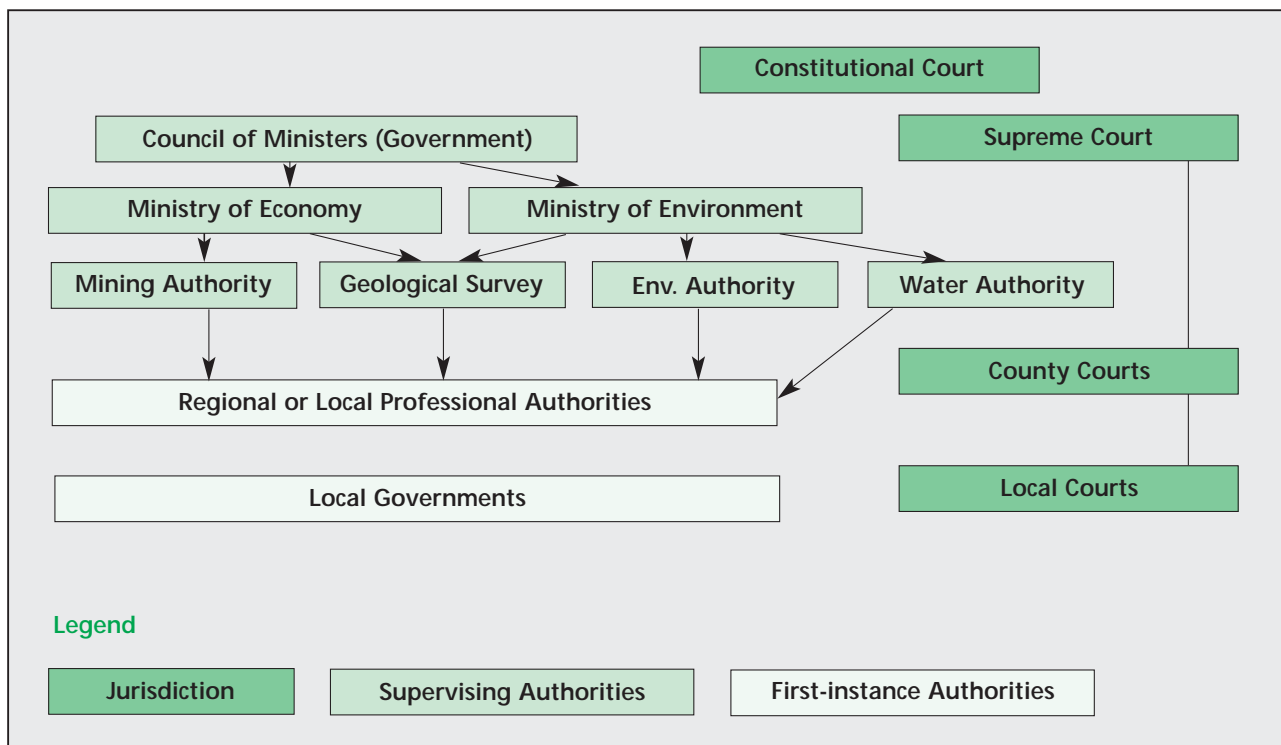 Constitutional Court
Council of Ministers (Government)
Supreme Court
Ministry of Economy
Ministry of Environment
Mining Authority
Geological Survey
Env. Authority
Water Authority
County Courts
Regional or Local Professional Authorities
Local Governments
Local Courts
Legend
Jurisdiction
Supervising Authorities
First-instance Authorities